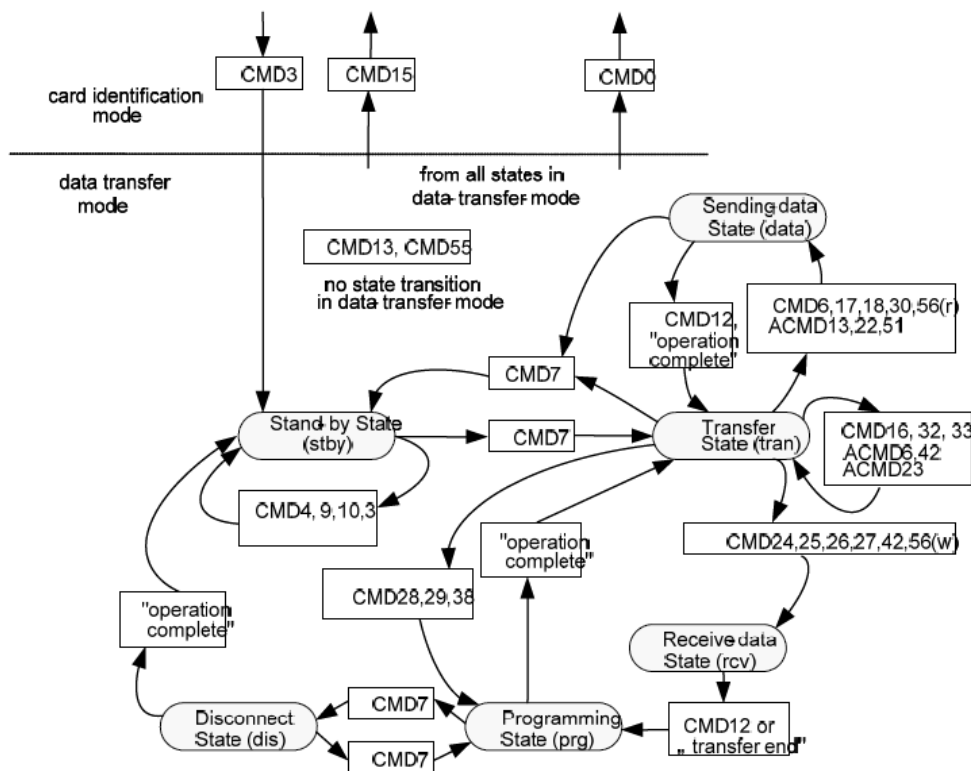 CMD3
CMD15
CMD0
card identification
mode
data transfer
mode
from all states in
data-transfer mode
Sending-data
State (data)
CMD13, CMD55
no state transition
in data-transfer mode
CMD12,
"operation
complete"
CMD6,17,18,30,56(r)
ACMD13,22,51
CMD7
Stand-by State
(stby)
CMD7
Transfer
State (tran)
CMD16, 32, 33
ACMD6,42
ACMD23
CMD4, 9, 10,3
"operation
complete"
CMD24,25,26,27,42,56(w)
CMD28,29,38
"operation
complete"
Receive-data
State (rcv)
CMD7
Disconnect
State (dis)
Programming
State (prg)
CMD12 or
„ transfer end"
CMD7